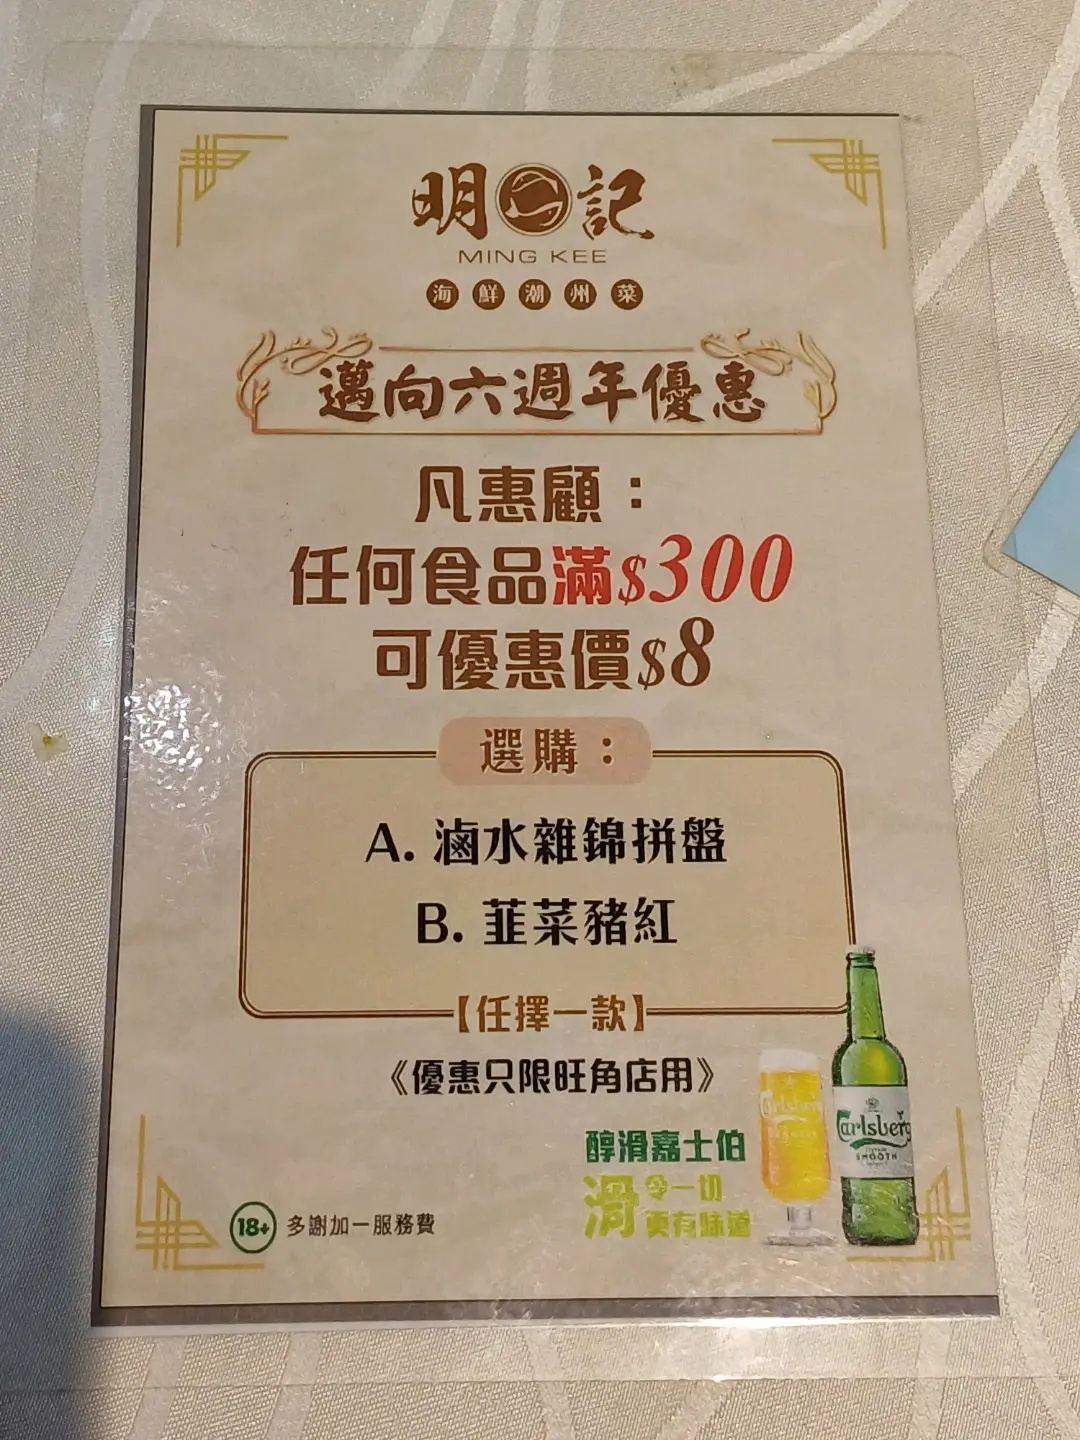 明記
MING KEE
海鮮潮州菜
邁向六週年優惠
凡惠顧：
任何食品滿$300
可優惠價$8
選購：
A. 滷水雜錦拼盤
B. 韮菜豬紅
【任擇一款】
《優惠只限旺角店用》
醇滑嘉士伯
滑令一切
更有味道
Carlsberg
Carlsberg
SMOOTH
18+ 多謝加一服務費